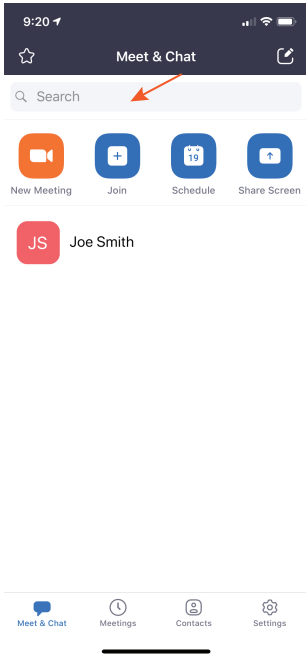 9:20
Meet & Chat
Search
19
New Meeting Join Schedule Share Screen
JS Joe Smith
Meet & Chat Meetings Contacts Settings